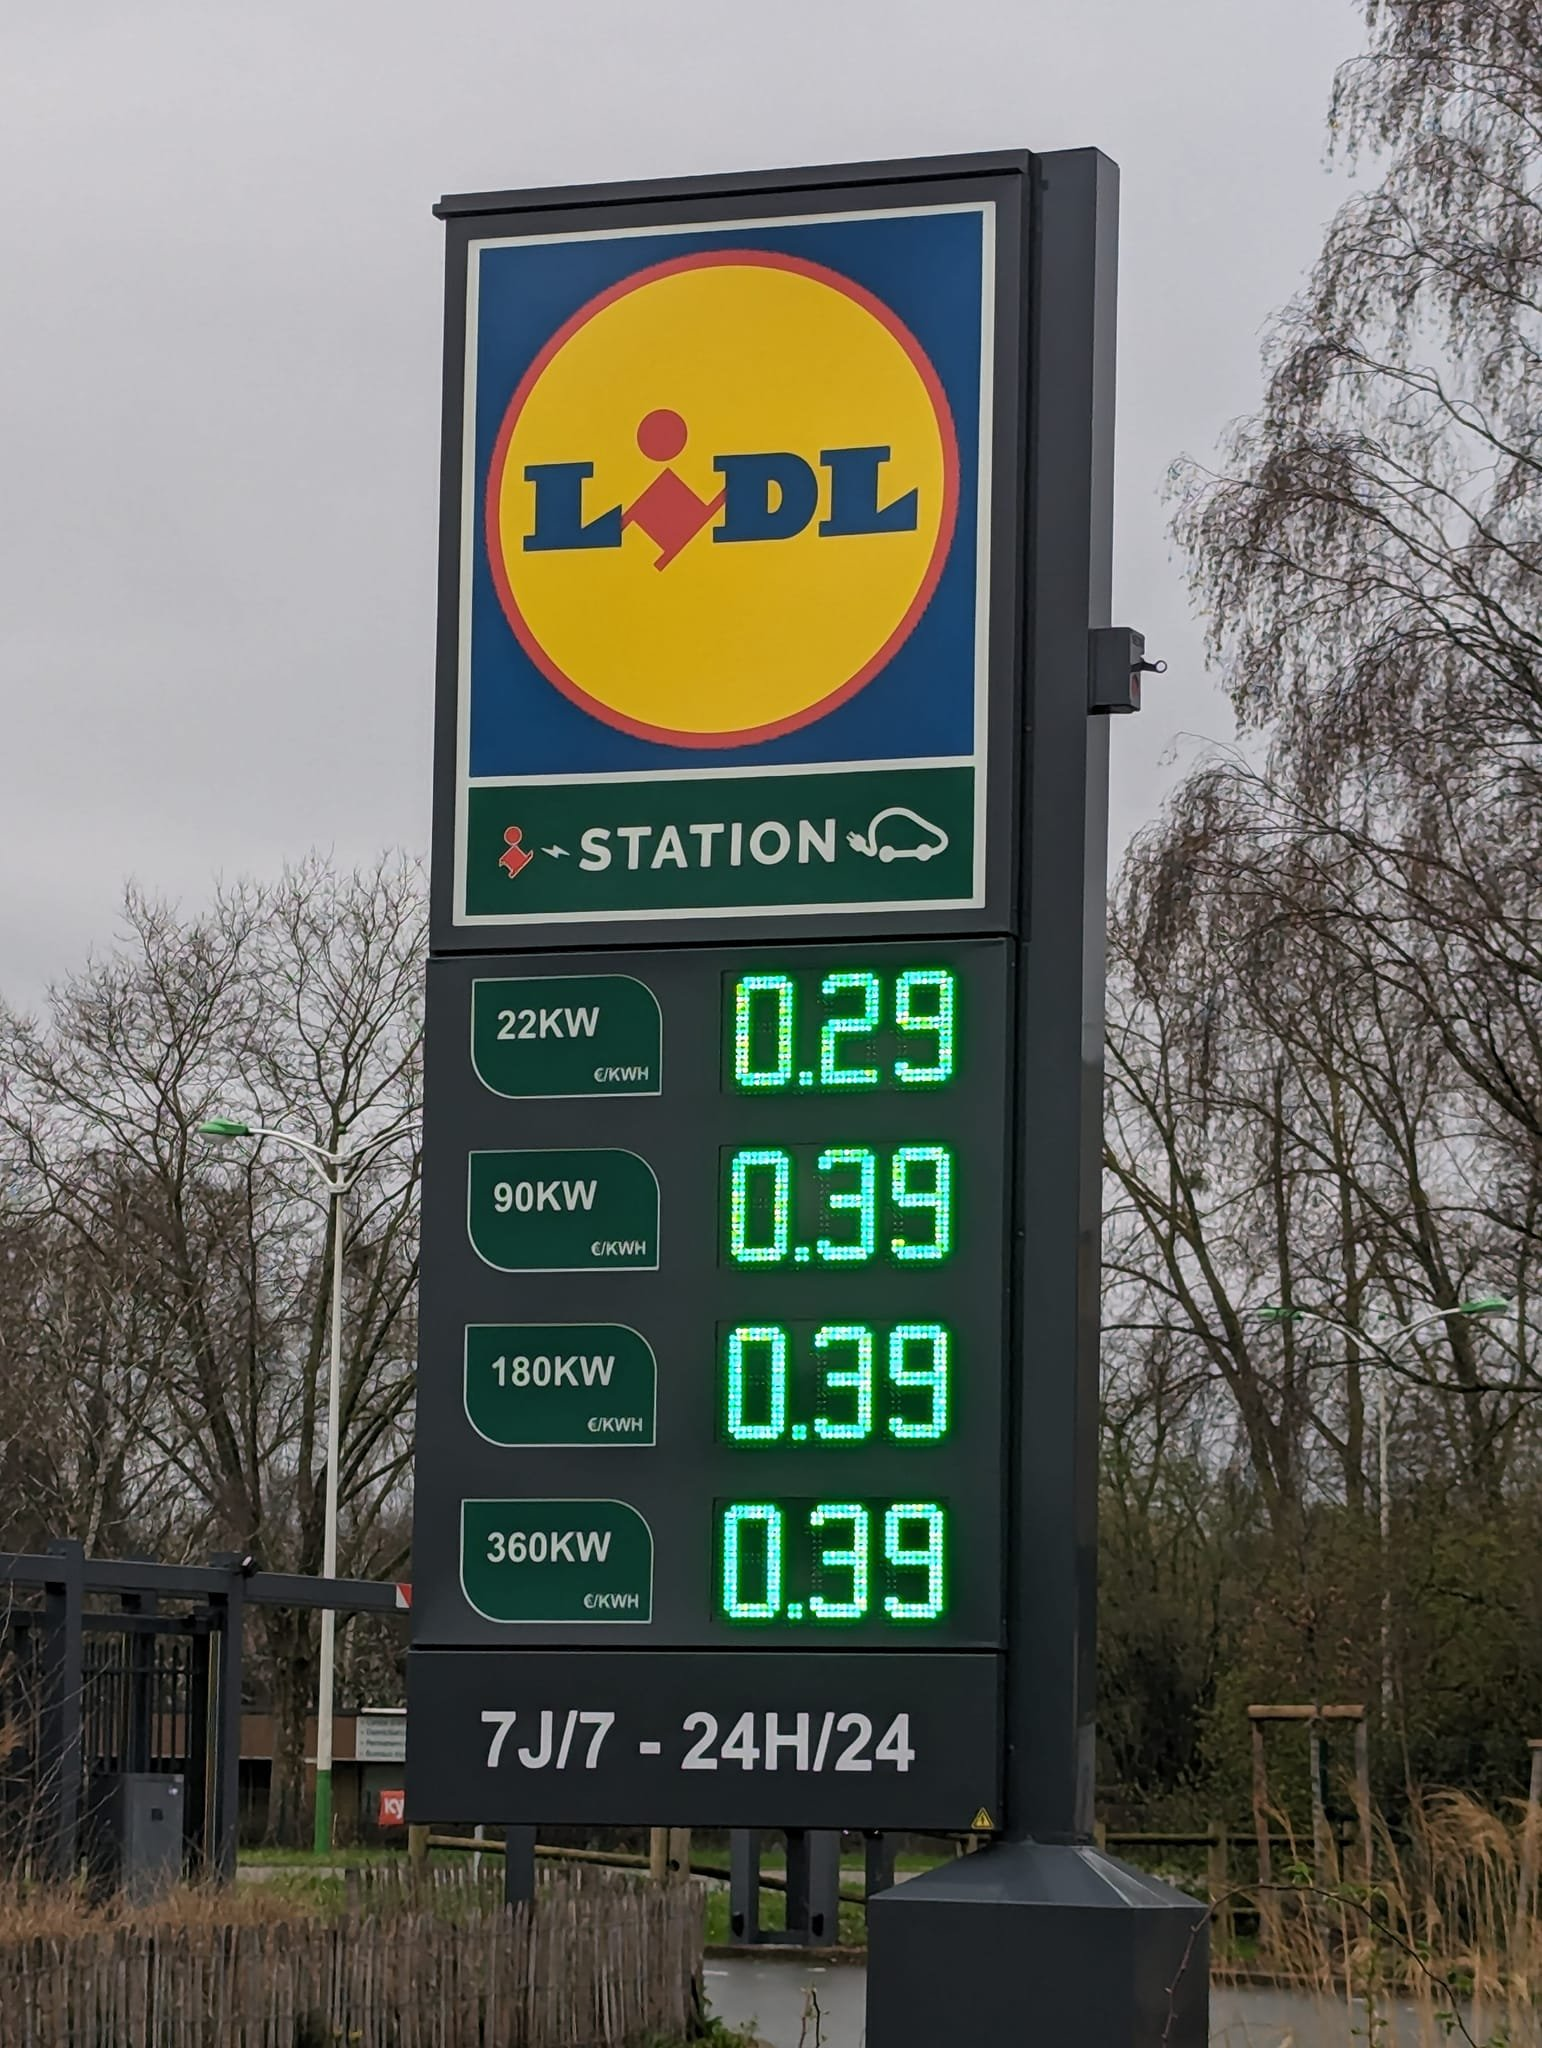 LIDL
STATION
22KW 0.29
€/KWH
90KW 0.39
€/KWH
180KW 0.39
€/KWH
360KW 0.39
€/KWH
7J/7 - 24H/24